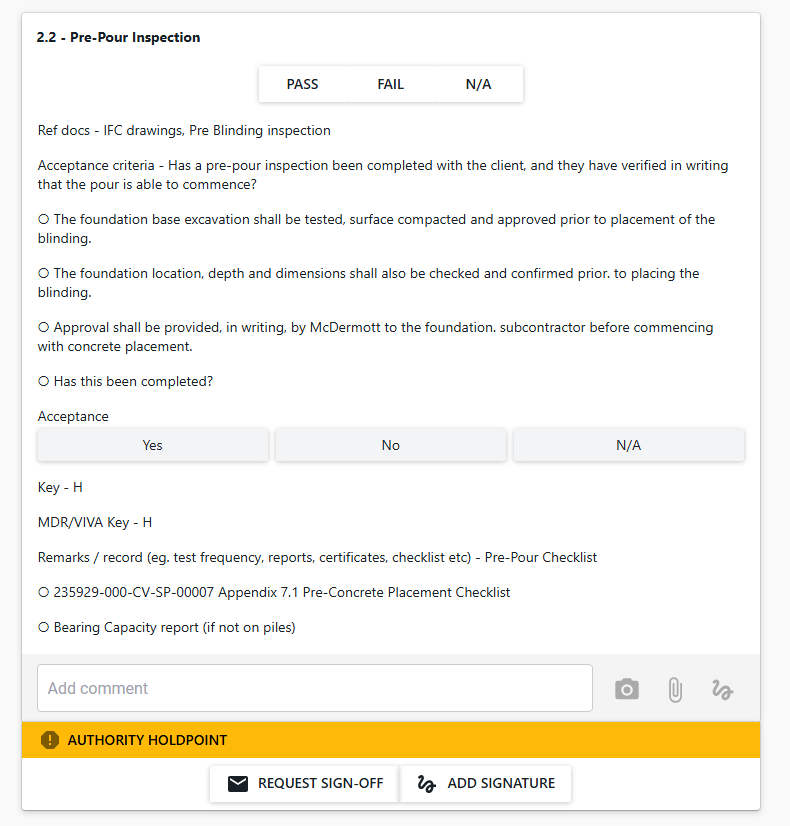 2.2 - Pre-Pour Inspection
PASS FAIL N/A
Ref docs - IFC drawings, Pre Blinding inspection
Acceptance criteria - Has a pre-pour inspection been completed with the client, and they have verified in writing
that the pour is able to commence?
O The foundation base excavation shall be tested, surface compacted and approved prior to placement of the
blinding.
O The foundation location, depth and dimensions shall also be checked and confirmed prior. to placing the
blinding.
O Approval shall be provided, in writing, by McDermott to the foundation. subcontractor before commencing
with concrete placement.
O Has this been completed?
Acceptance
Yes No N/A
Key - H
MDR/VIVA Key - H
Remarks / record (eg. test frequency, reports, certificates, checklist etc) - Pre-Pour Checklist
O 235929-000-CV-SP-00007 Appendix 7.1 Pre-Concrete Placement Checklist
O Bearing Capacity report (if not on piles)
Add comment
AUTHORITY HOLDPOINT
REQUEST SIGN-OFF ADD SIGNATURE